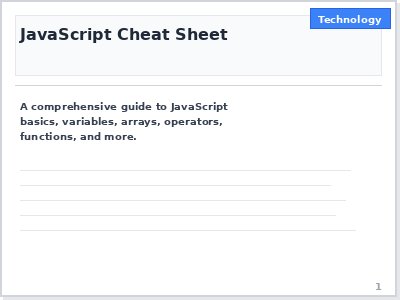 Technology
JavaScript Cheat Sheet
A comprehensive guide to JavaScript
basics, variables, arrays, operators,
functions, and more.
1